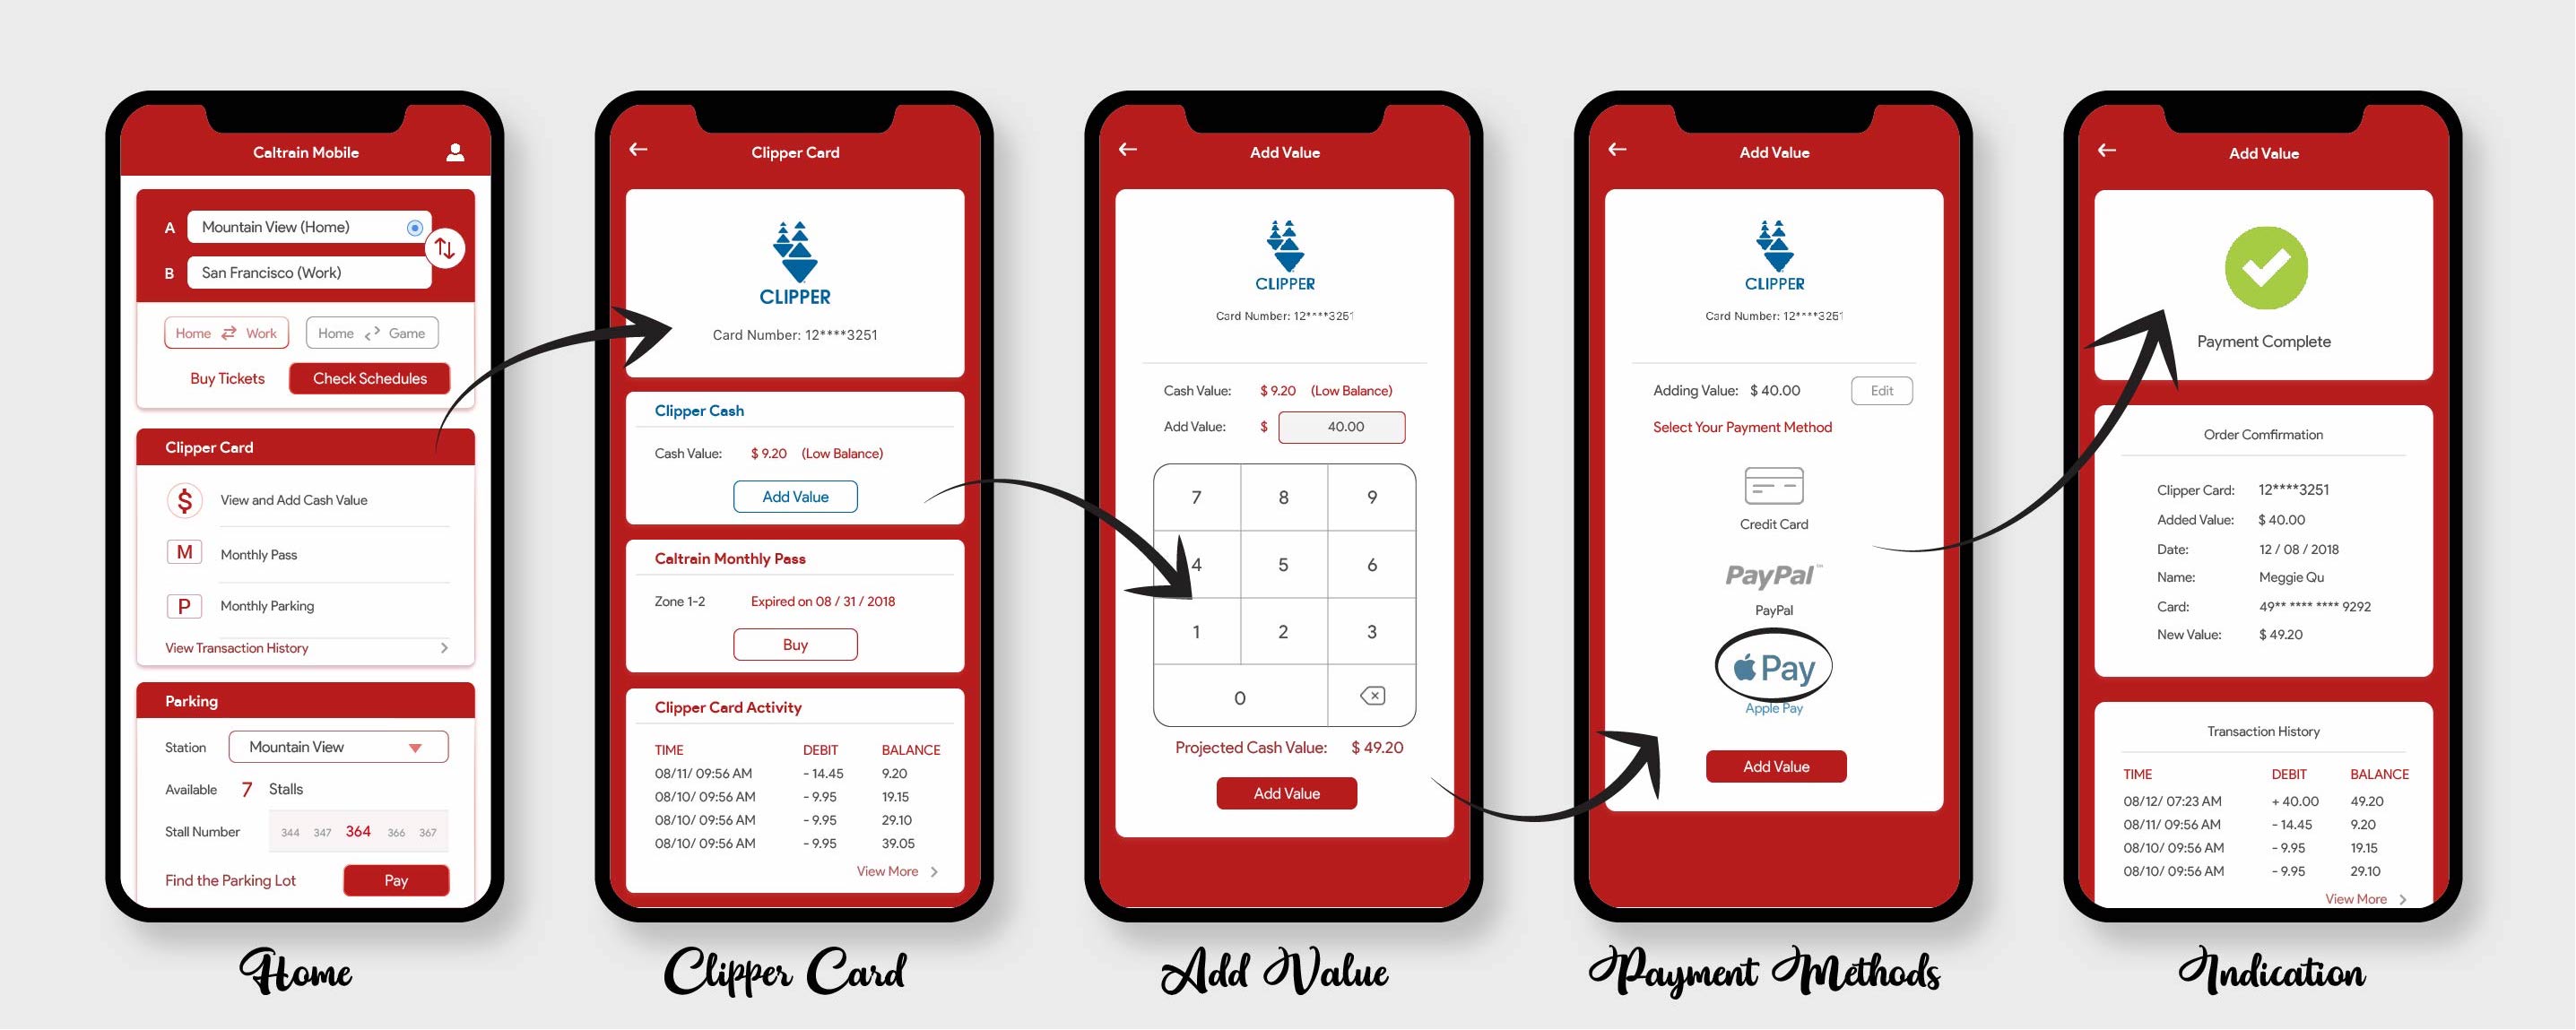 Caltrain Mobile
A Mountain View (Home)
B San Francisco (Work)
Home Work Home Game
Buy Tickets Check Schedules
Clipper Card
$ View and Add Cash Value
M Monthly Pass
P Monthly Parking
View Transaction History
Parking
Station Mountain View
Available 7 Stalls
Stall Number 344 347 364 366 367
Find the Parking Lot Pay
Home
Clipper Card
CLIPPER
Card Number: 12****3251
Clipper Cash
Cash Value: $ 9.20 (Low Balance)
Add Value
Caltrain Monthly Pass
Zone 1-2 Expired on 08 / 31 / 2018
Buy
Clipper Card Activity
TIME DEBIT BALANCE
08/11/ 09:56 AM - 14.45 9.20
08/10/ 09:56 AM - 9.95 19.15
08/10/ 09:56 AM - 9.95 29.10
08/10/ 09:56 AM - 9.95 39.05
View More
Clipper Card
Add Value
CLIPPER
Card Number: 12****3251
Cash Value: $ 9.20 (Low Balance)
Add Value: $ 40.00
7 8 9
4 5 6
1 2 3
0
Projected Cash Value: $ 49.20
Add Value
Add Value
Add Value
CLIPPER
Card Number: 12****3251
Adding Value: $ 40.00 Edit
Select Your Payment Method
Credit Card
PayPal™
PayPal
Pay
Apple Pay
Add Value
Payment Methods
Add Value
Payment Complete
Order Comfirmation
Clipper Card: 12****3251
Added Value: $ 40.00
Date: 12 / 08 / 2018
Name: Meggie Qu
Card: 49** **** **** 9292
New Value: $ 49.20
Transaction History
TIME DEBIT BALANCE
08/12/ 07:23 AM + 40.00 49.20
08/11/ 09:56 AM - 14.45 9.20
08/10/ 09:56 AM - 9.95 19.15
08/10/ 09:56 AM - 9.95 29.10
View More
Indication